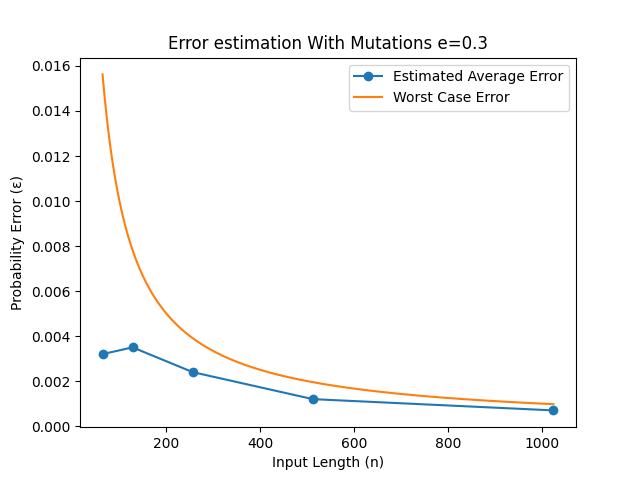 Error estimation With Mutations e=0.3
Estimated Average Error
Worst Case Error
Probability Error (ε)
0.016
0.014
0.012
0.010
0.008
0.006
0.004
0.002
0.000
200
400
600
800
1000
Input Length (n)